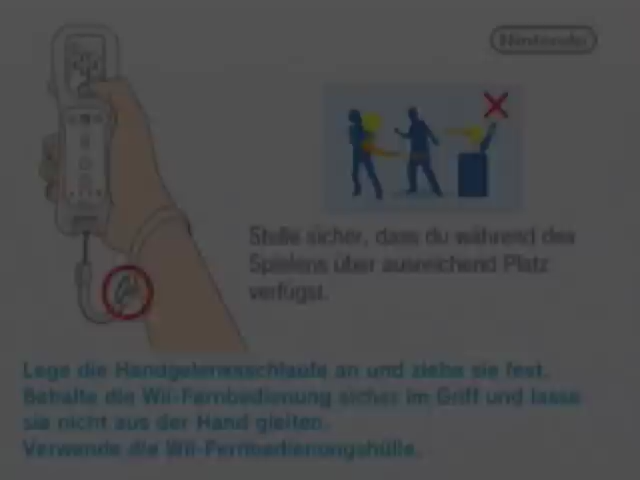 Nintendo
Stelle sicher, dass du während des
Spielens über ausreichend Platz
verfügst.
Lege die Handgelenksschlaufe an und ziehe sie fest.
Behalte die Wii-Fernbedienung sicher im Griff und lasse
sie nicht aus der Hand gleiten.
Verwende die Wii-Fernbedienungshülle.